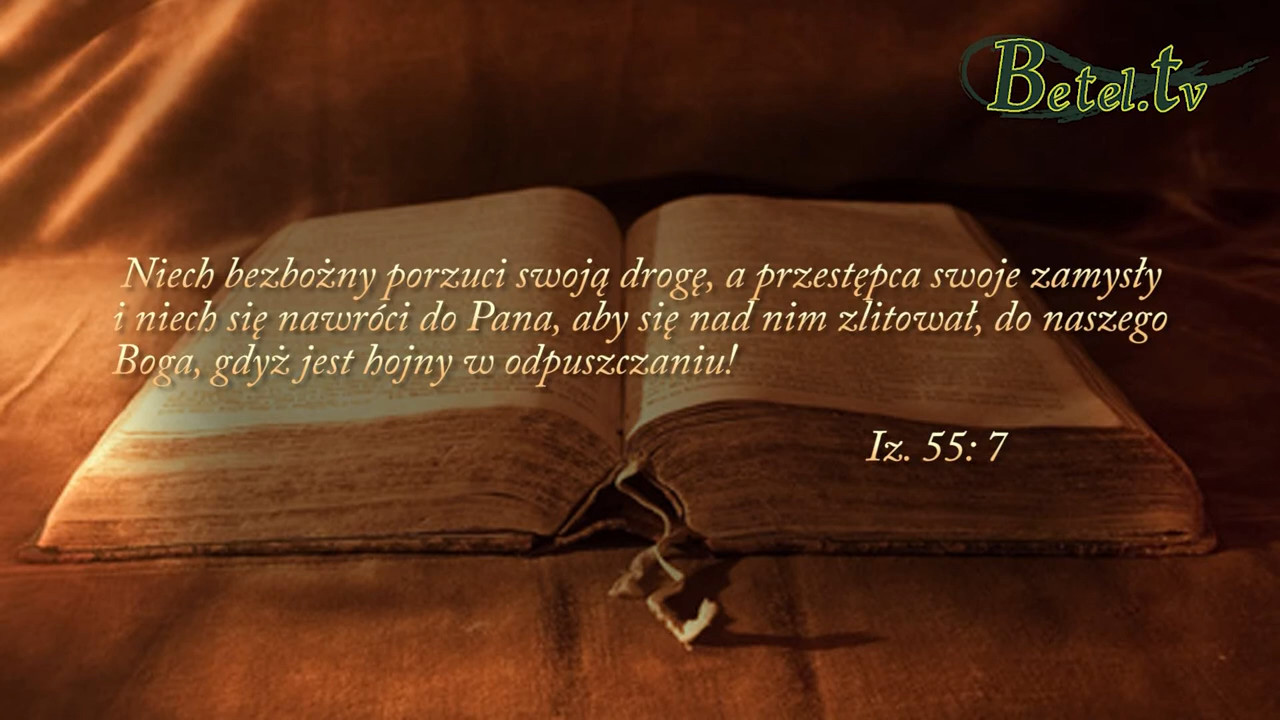 Betel.tv
Niech bezbożny porzuci swoją drogę, a przestępca swoje zamysły
i niech się nawróci do Pana, aby się nad nim zlitował, do naszego
Boga, gdyż jest hojny w odpuszczaniu!
Iz. 55: 7